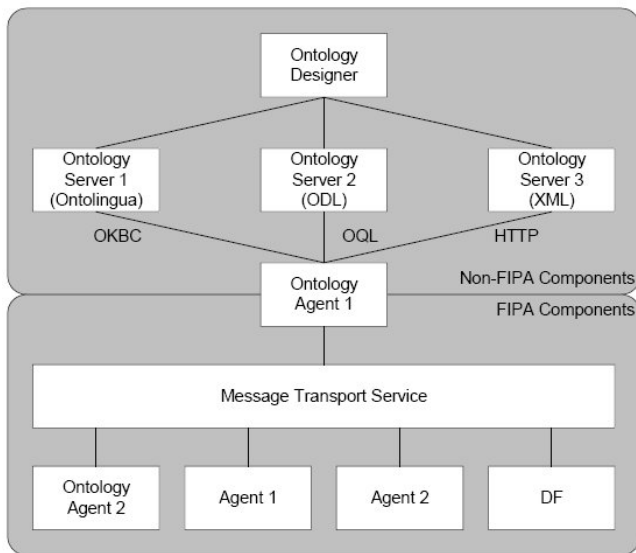 Ontology
Designer
Ontology
Server 1
(Ontolingua)
Ontology
Server 2
(ODL)
Ontology
Server 3
(XML)
OKBC
OQL
HTTP
Ontology
Agent 1
Non-FIPA Components
FIPA Components
Message Transport Service
Ontology
Agent 2
Agent 1
Agent 2
DF